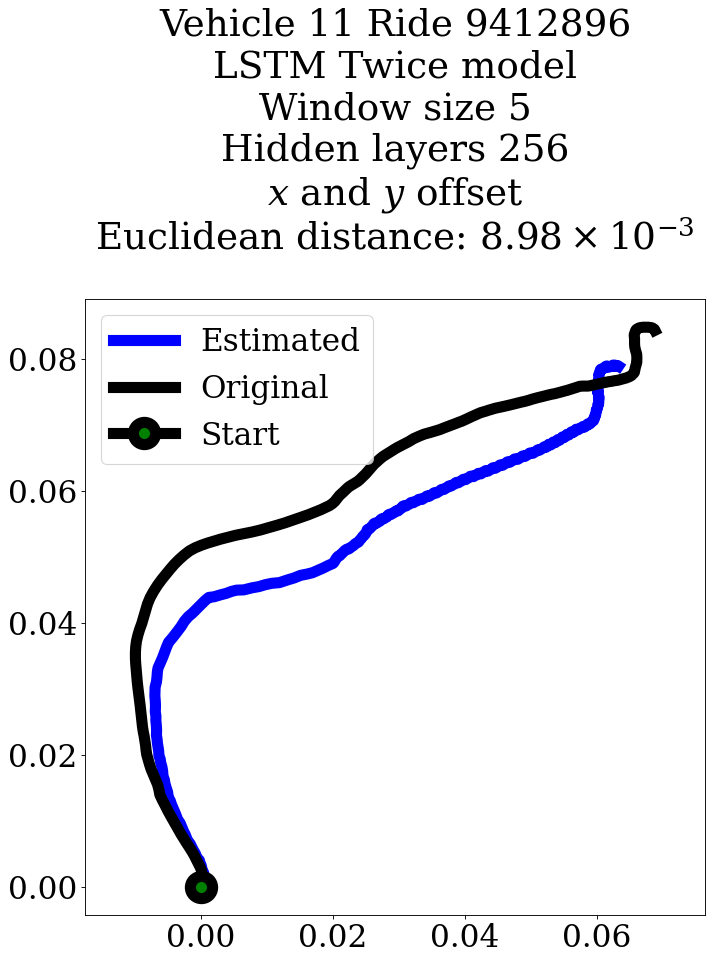 Vehicle 11 Ride 9412896
LSTM Twice model
Window size 5
Hidden layers 256
x and y offset
Euclidean distance: 8.98 × 10⁻³
Estimated
Original
Start
0.08
0.06
0.04
0.02
0.00
0.00 0.02 0.04 0.06